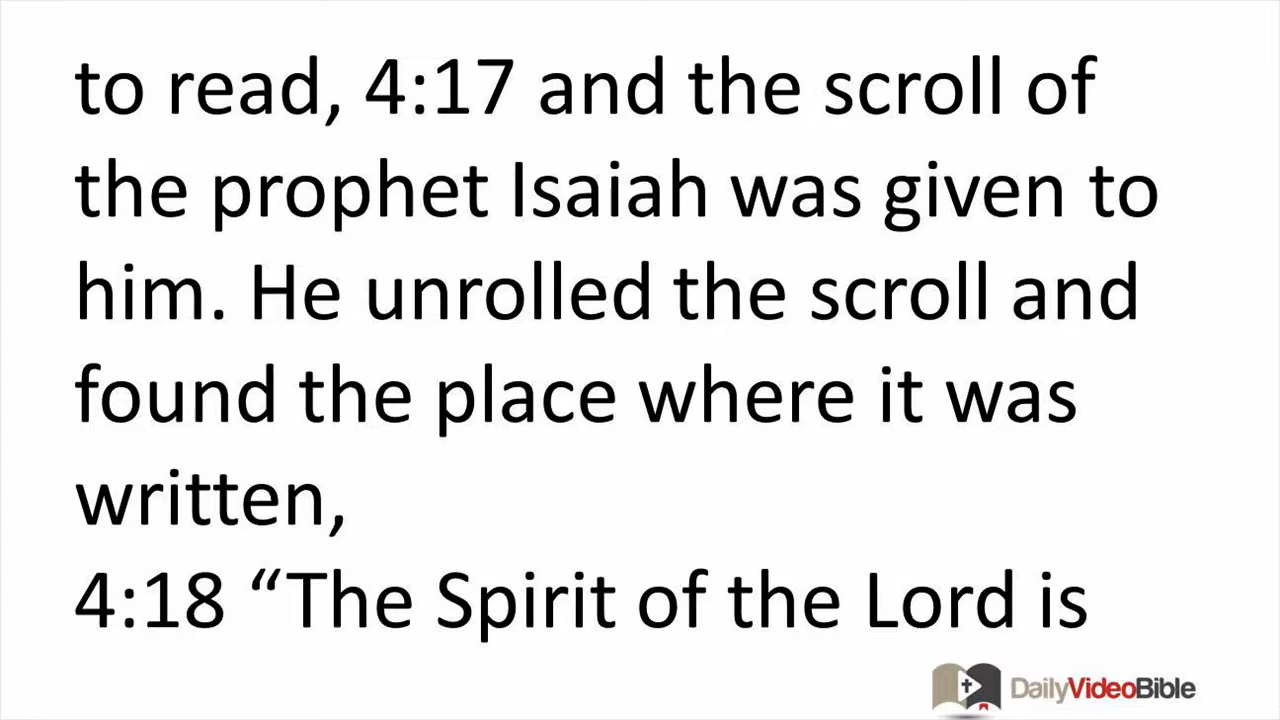 to read, 4:17 and the scroll of
the prophet Isaiah was given to
him. He unrolled the scroll and
found the place where it was
written,
4:18 “The Spirit of the Lord is
DailyVideoBible